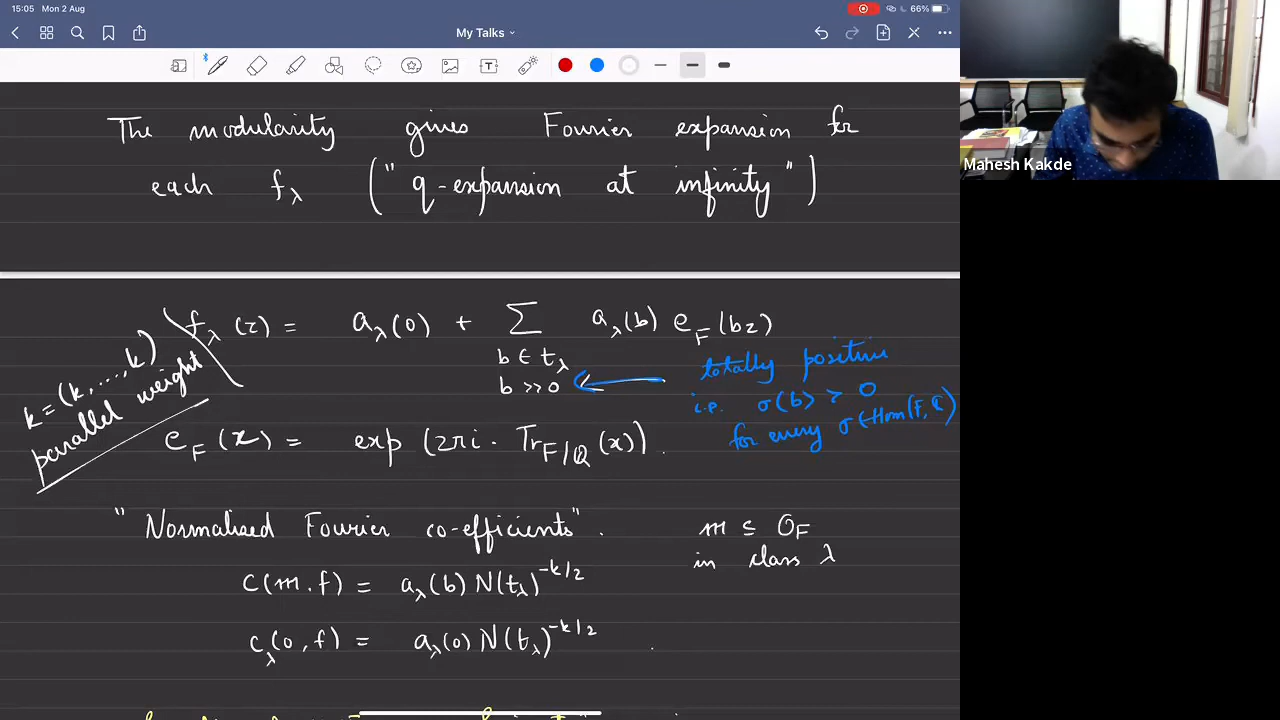 15:05 Mon 2 Aug
66%
My Talks
The modularity gives Fourier expansion for
each f_λ ("q-expansion at infinity")
f_λ(z) = a_λ(0) + Σ a_λ(b) e_F(bz)
b ∈ t_λ
b >> 0
totally positive
i.e. σ(b) > 0
for every σ ∈ Hom(F, ℂ)
k = (k, ..., k)
parallel weight
e_F(x) = exp(2πi · Tr_{F/ℚ}(x)).
"Normalised Fourier co-efficients".
m ⊆ O_F
in class λ
c(m, f) = a_λ(b) N(t_λ)^{-k/2}
c_λ(0, f) = a_λ(0) N(t_λ)^{-k/2}.
Mahesh Kakde